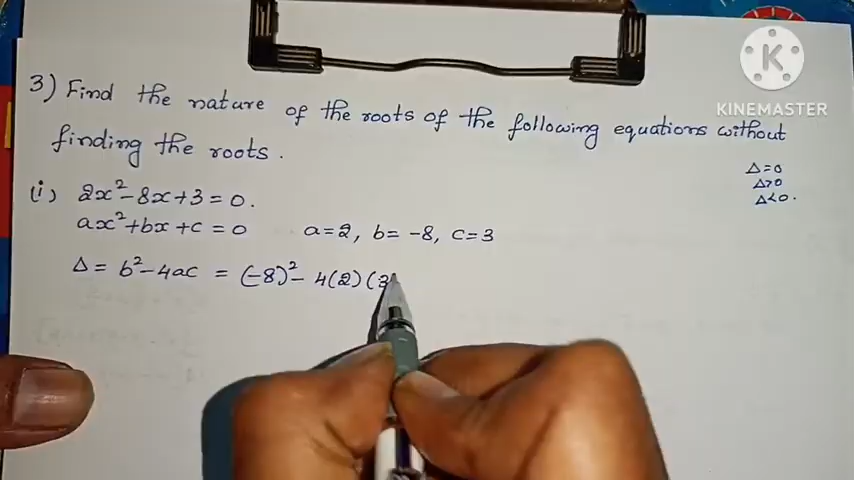 KINEMASTER
3) Find the nature of the roots of the following equations without
finding the roots.
Δ=0
Δ>0
Δ<0.
(i) 2x²-8x+3=0.
ax²+bx+c=0 a=2, b=-8, c=3
Δ= b²-4ac = (-8)²- 4(2)(3